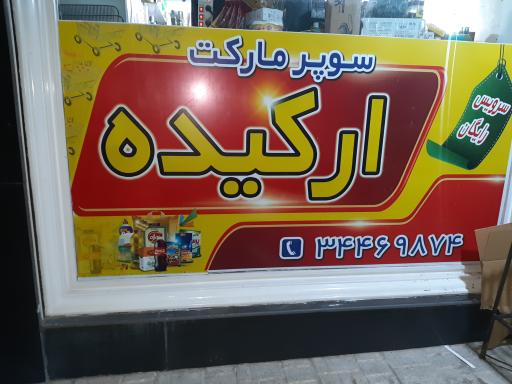 سوپر مارکت
ارکیده
سرویس
رایگان
۳۴۴۶۹۸۷۴